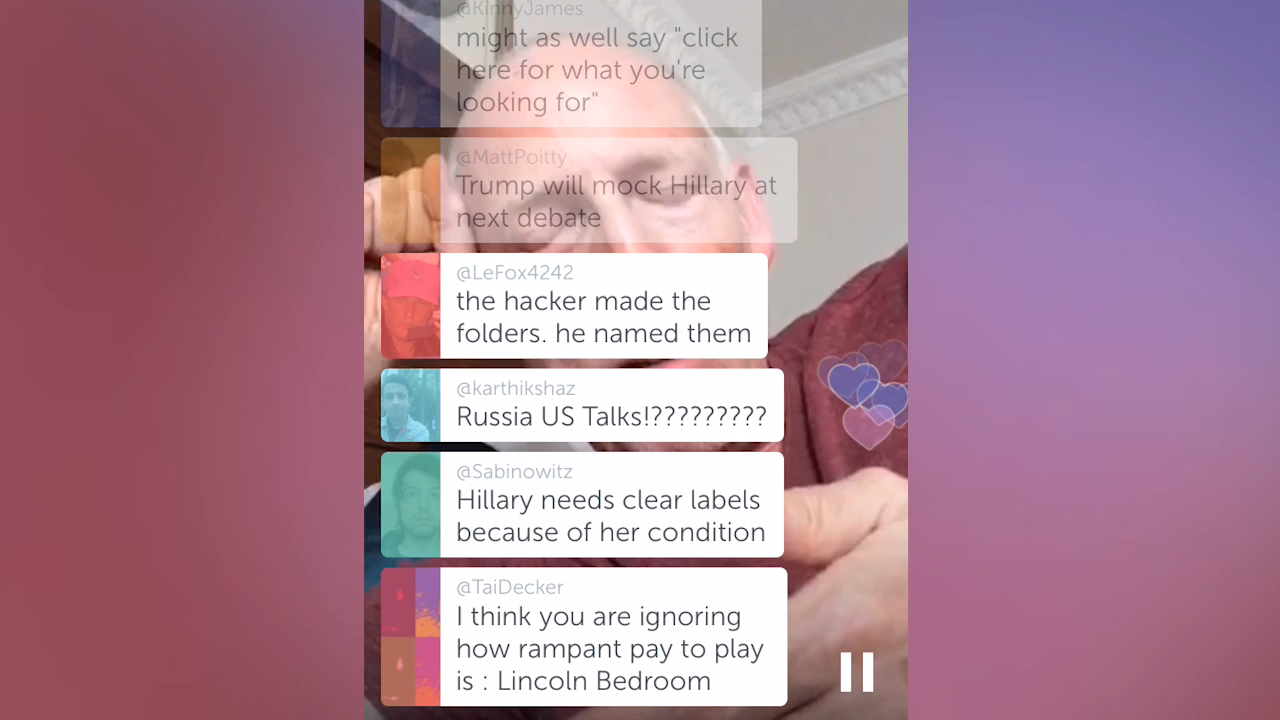 @KinnyJames
might as well say "click
here for what you're
looking for"
@MattPoitty
Trump will mock Hillary at
next debate
@LeFox4242
the hacker made the
folders. he named them
@karthikshaz
Russia US Talks!?????????
@Sabinowitz
Hillary needs clear labels
because of her condition
@TaiDecker
I think you are ignoring
how rampant pay to play
is : Lincoln Bedroom